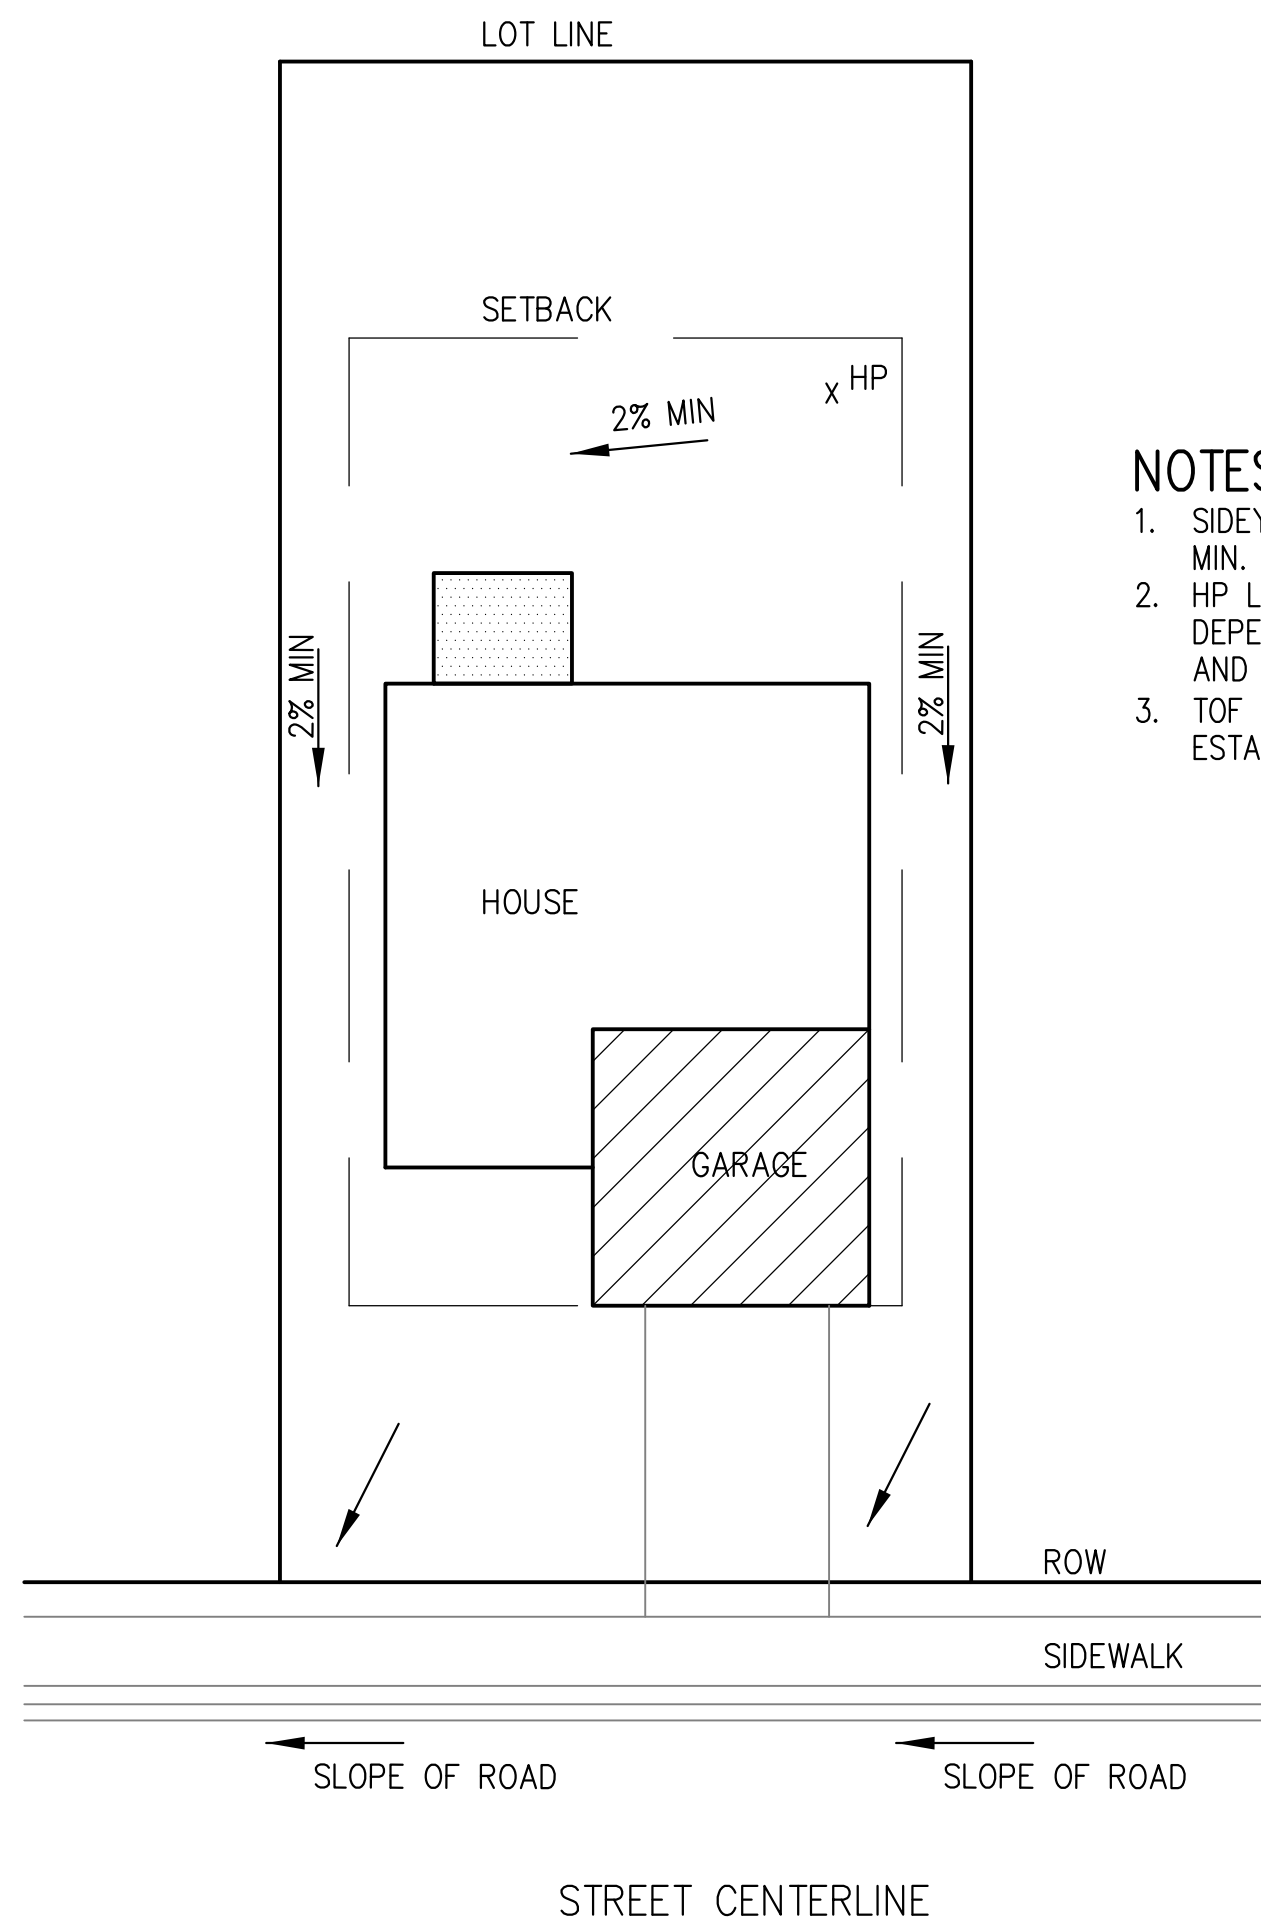 LOT LINE
SETBACK
HP
2% MIN
2% MIN
2% MIN
NOTES
1.
MIN.
2. HP
AND
3. TOF
HOUSE
GARAGE
ROW
SIDEWALK
SLOPE OF ROAD
SLOPE OF ROAD
STREET CENTERLINE